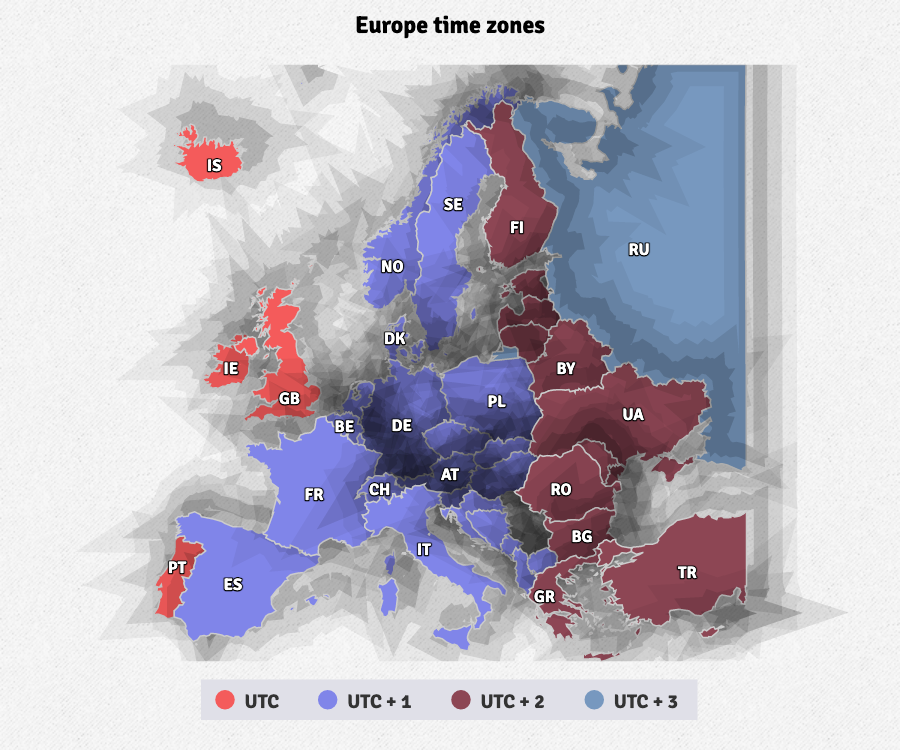 Europe time zones
IS
SE
FI
RU
NO
DK
IE
BY
GB
PL
UA
BE
DE
AT
CH
FR
RO
BG
IT
PT
TR
ES
GR
UTC UTC + 1 UTC + 2 UTC + 3